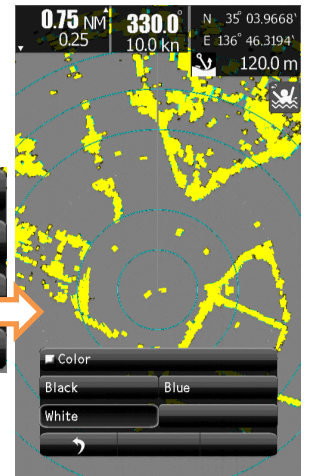 0.75 NM
0.25
330.0°
10.0 kn
N 35° 03.9668'
E 136° 46.3194'
120.0 m
Color
Black
Blue
White